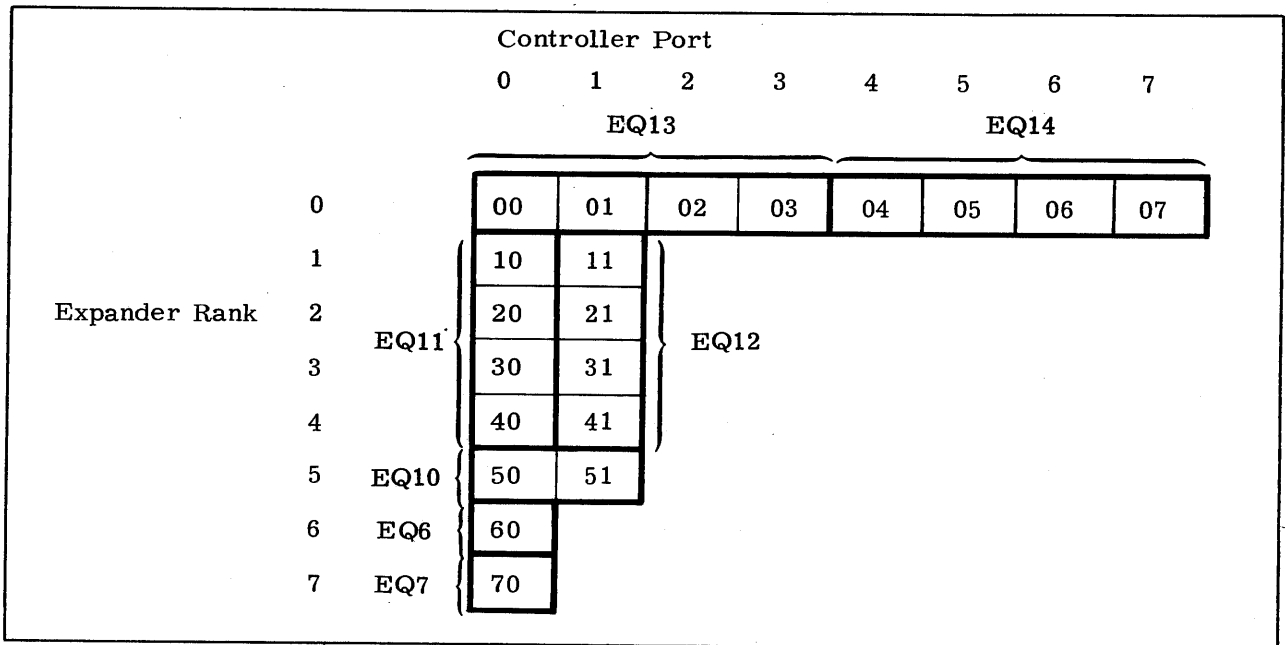 Controller Port
0 1 2 3 4 5 6 7
EQ13 EQ14
0 00 01 02 03 04 05 06 07
1 10 11
Expander Rank 2 20 21
EQ11 EQ12
3 30 31
4 40 41
5 EQ10 50 51
6 EQ6 60
7 EQ7 70